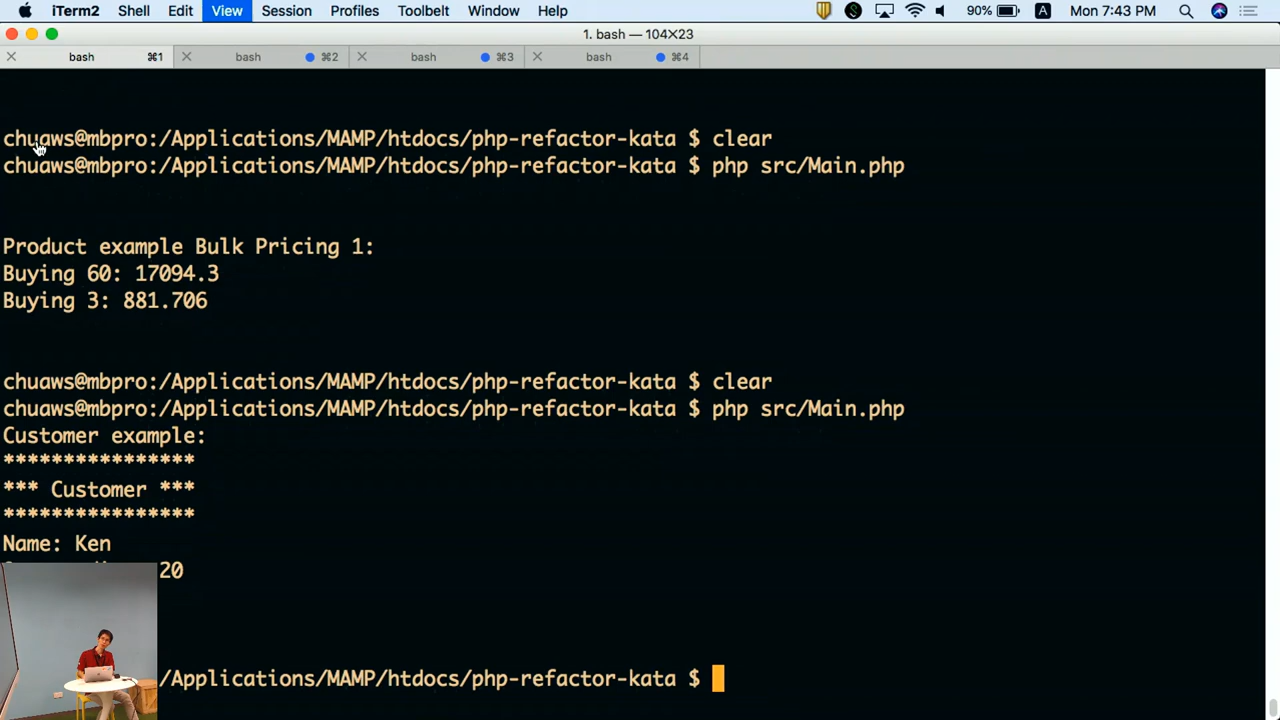 iTerm2 Shell Edit View Session Profiles Toolbelt Window Help 90% A Mon 7:43 PM
1. bash — 104×23
bash ⌘1 bash ⌘2 bash ⌘3 bash ⌘4
chuaws@mbpro:/Applications/MAMP/htdocs/php-refactor-kata $ clear
chuaws@mbpro:/Applications/MAMP/htdocs/php-refactor-kata $ php src/Main.php
Product example Bulk Pricing 1:
Buying 60: 17094.3
Buying 3: 881.706
chuaws@mbpro:/Applications/MAMP/htdocs/php-refactor-kata $ clear
chuaws@mbpro:/Applications/MAMP/htdocs/php-refactor-kata $ php src/Main.php
Customer example:
****************
*** Customer ***
****************
Name: Ken
20
/Applications/MAMP/htdocs/php-refactor-kata $